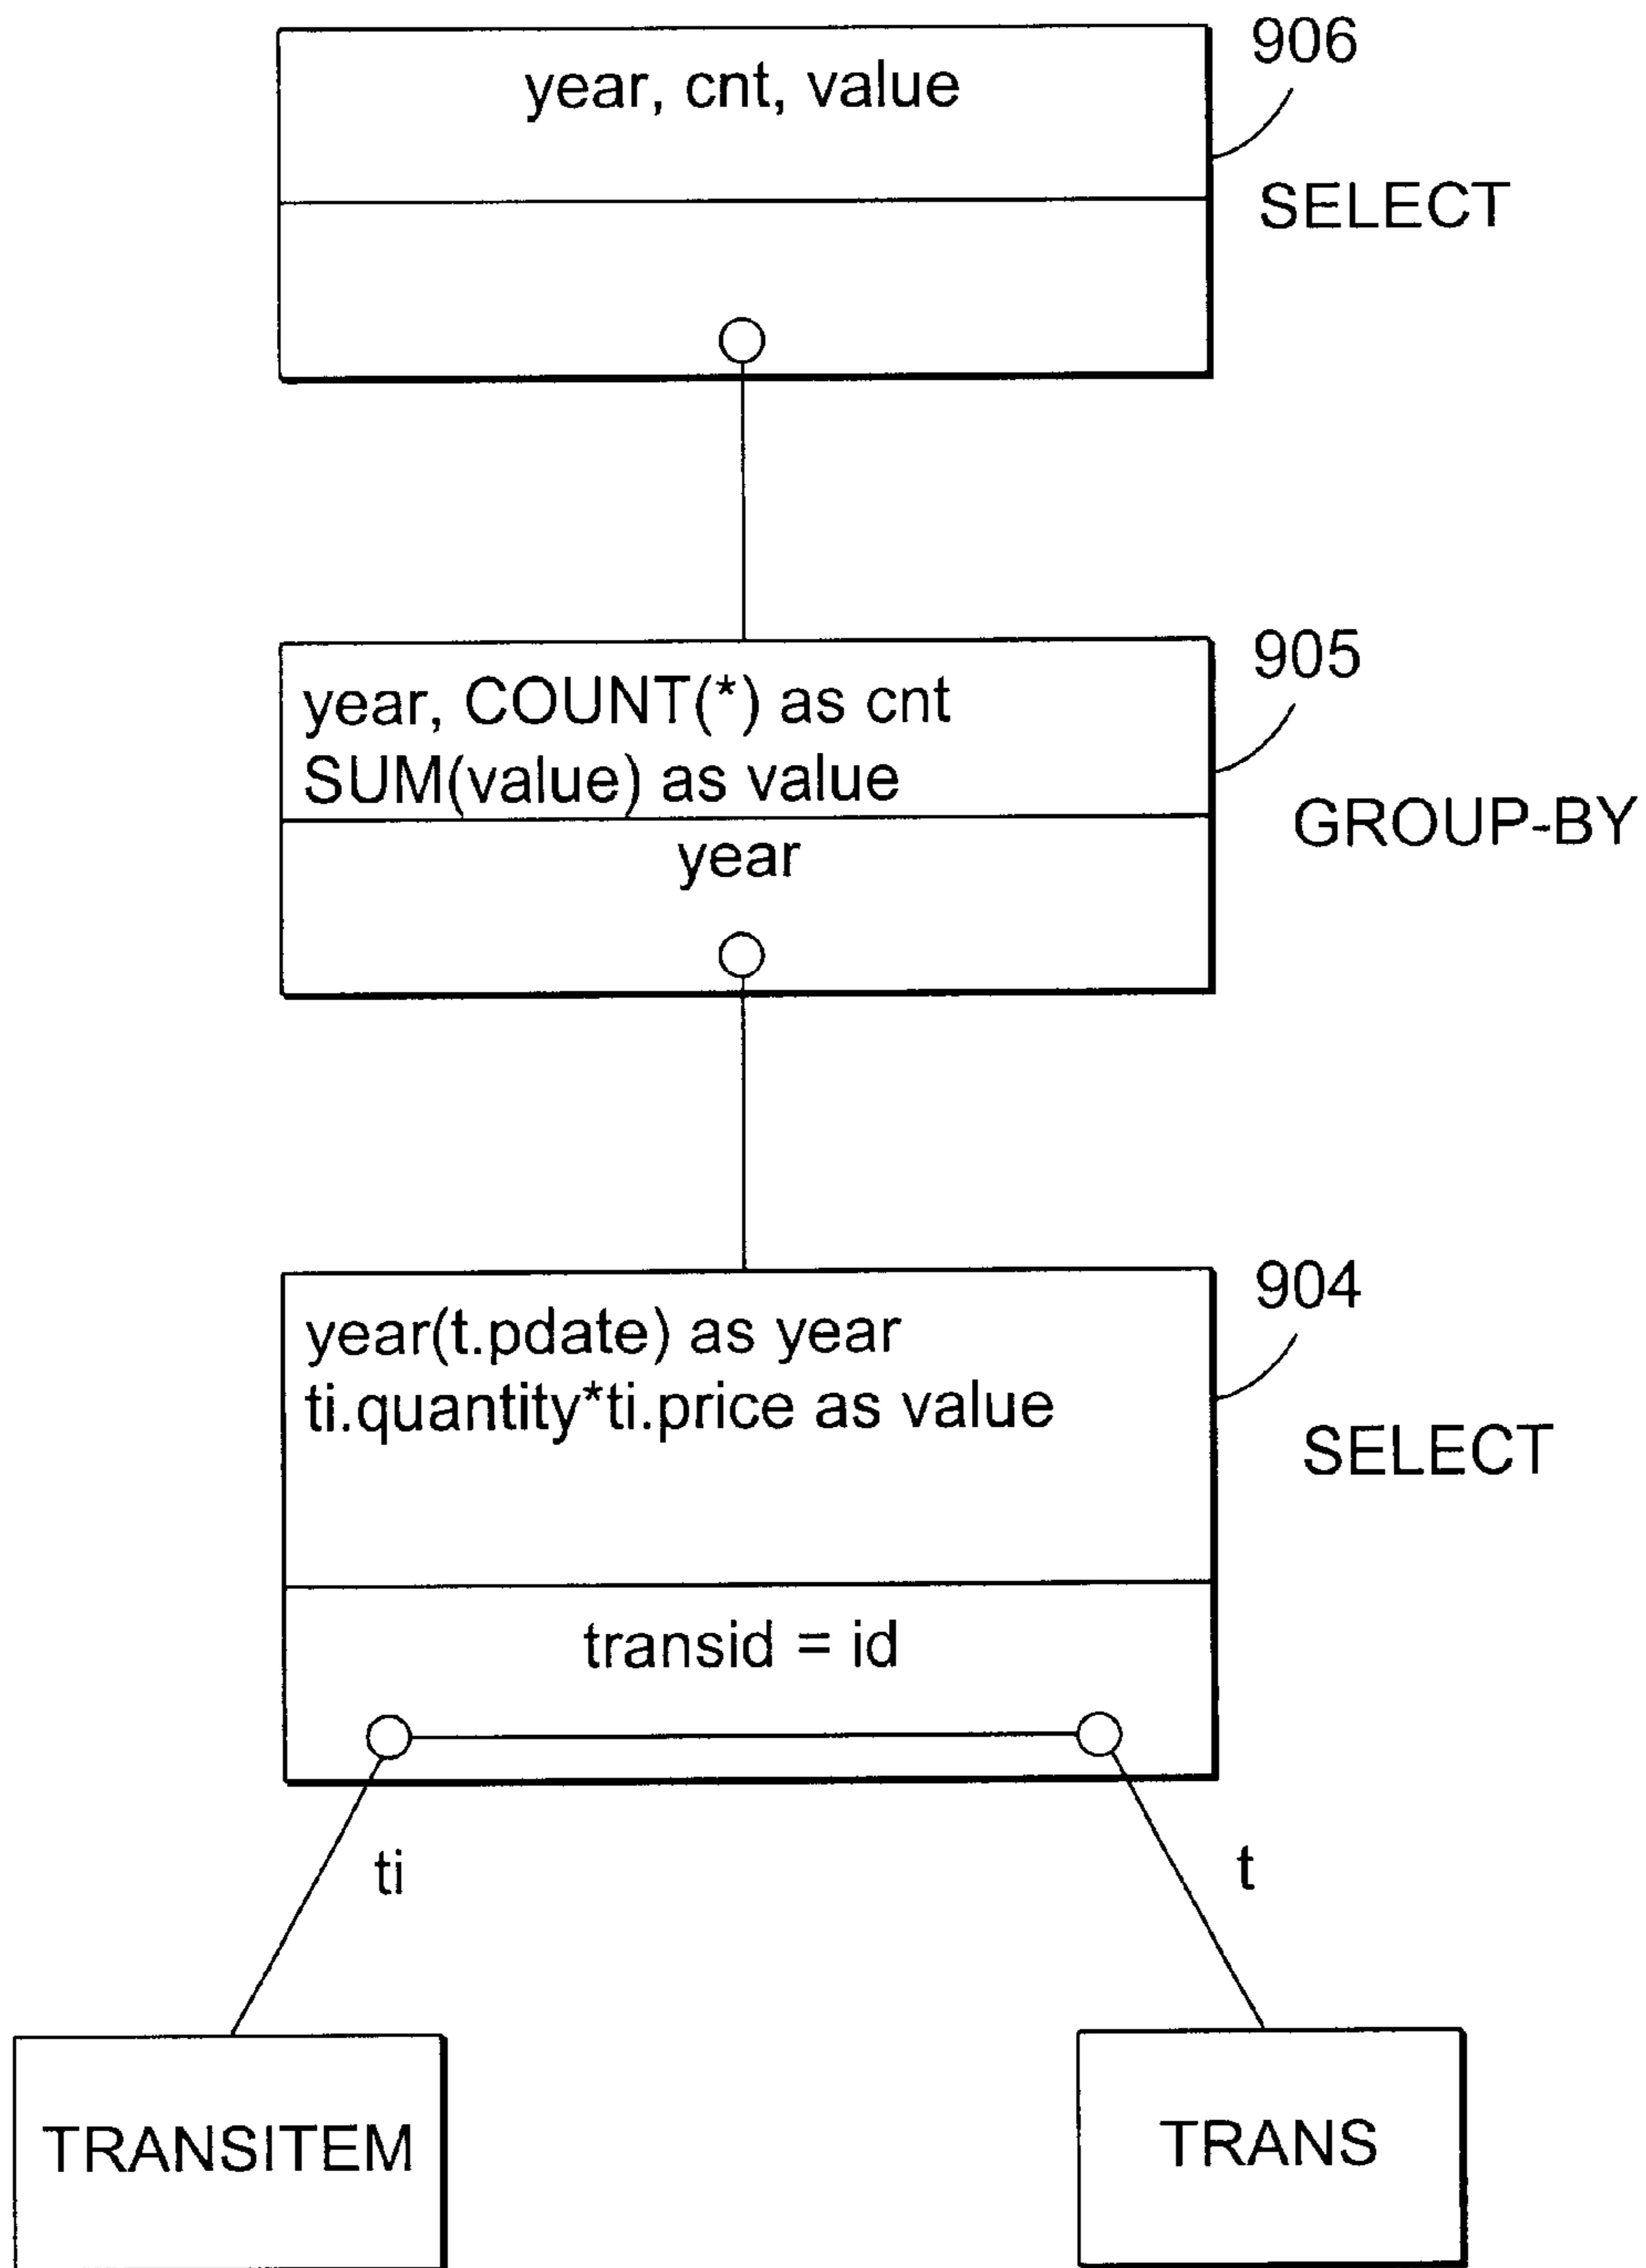 906
year, cnt, value
SELECT
905
year, COUNT(*) as cnt
SUM(value) as value
GROUP-BY
year
904
year(t.pdate) as year
ti.quantity*ti.price as value
SELECT
transid = id
ti
t
TRANSITEM
TRANS